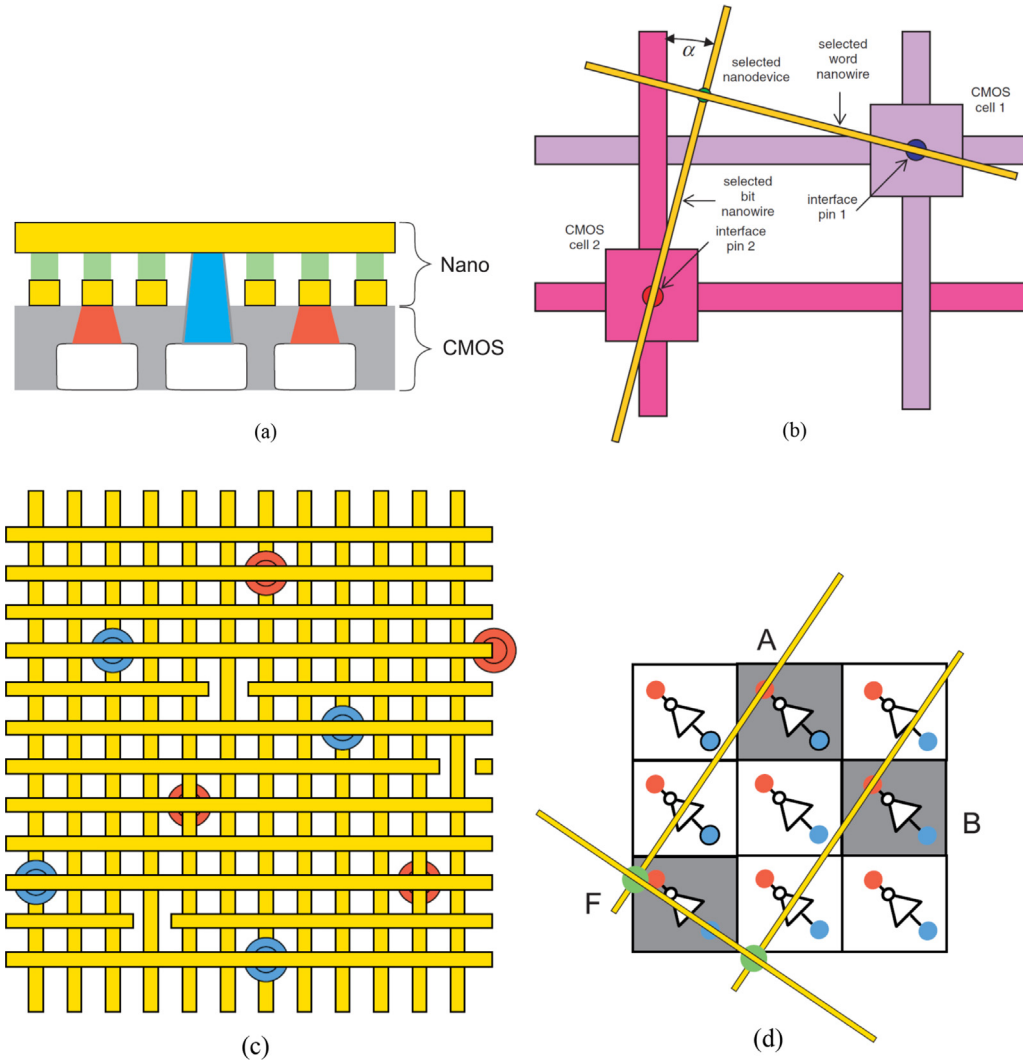 Nano
CMOS
(a)
α
selected
nanodevice
selected
word
nanowire
CMOS
cell 1
selected
bit
nanowire
interface
pin 1
CMOS
cell 2
interface
pin 2
(b)
(c)
A
B
F
(d)